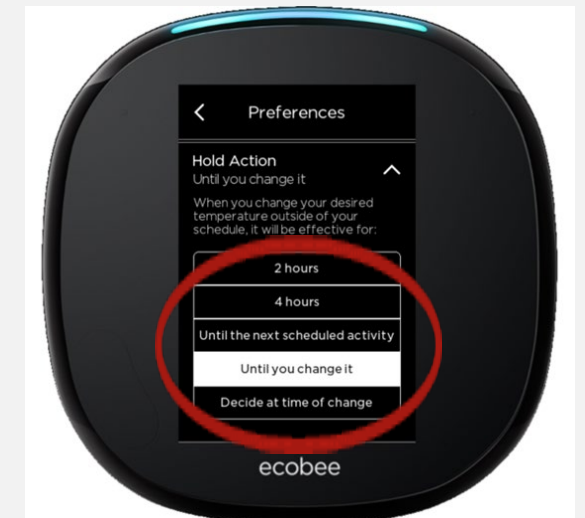 Preferences
Hold Action
Until you change it
When you change your desired
temperature outside of your
schedule, it will be effective for:
2 hours
4 hours
Until the next scheduled activity
Until you change it
Decide at time of change
ecobee